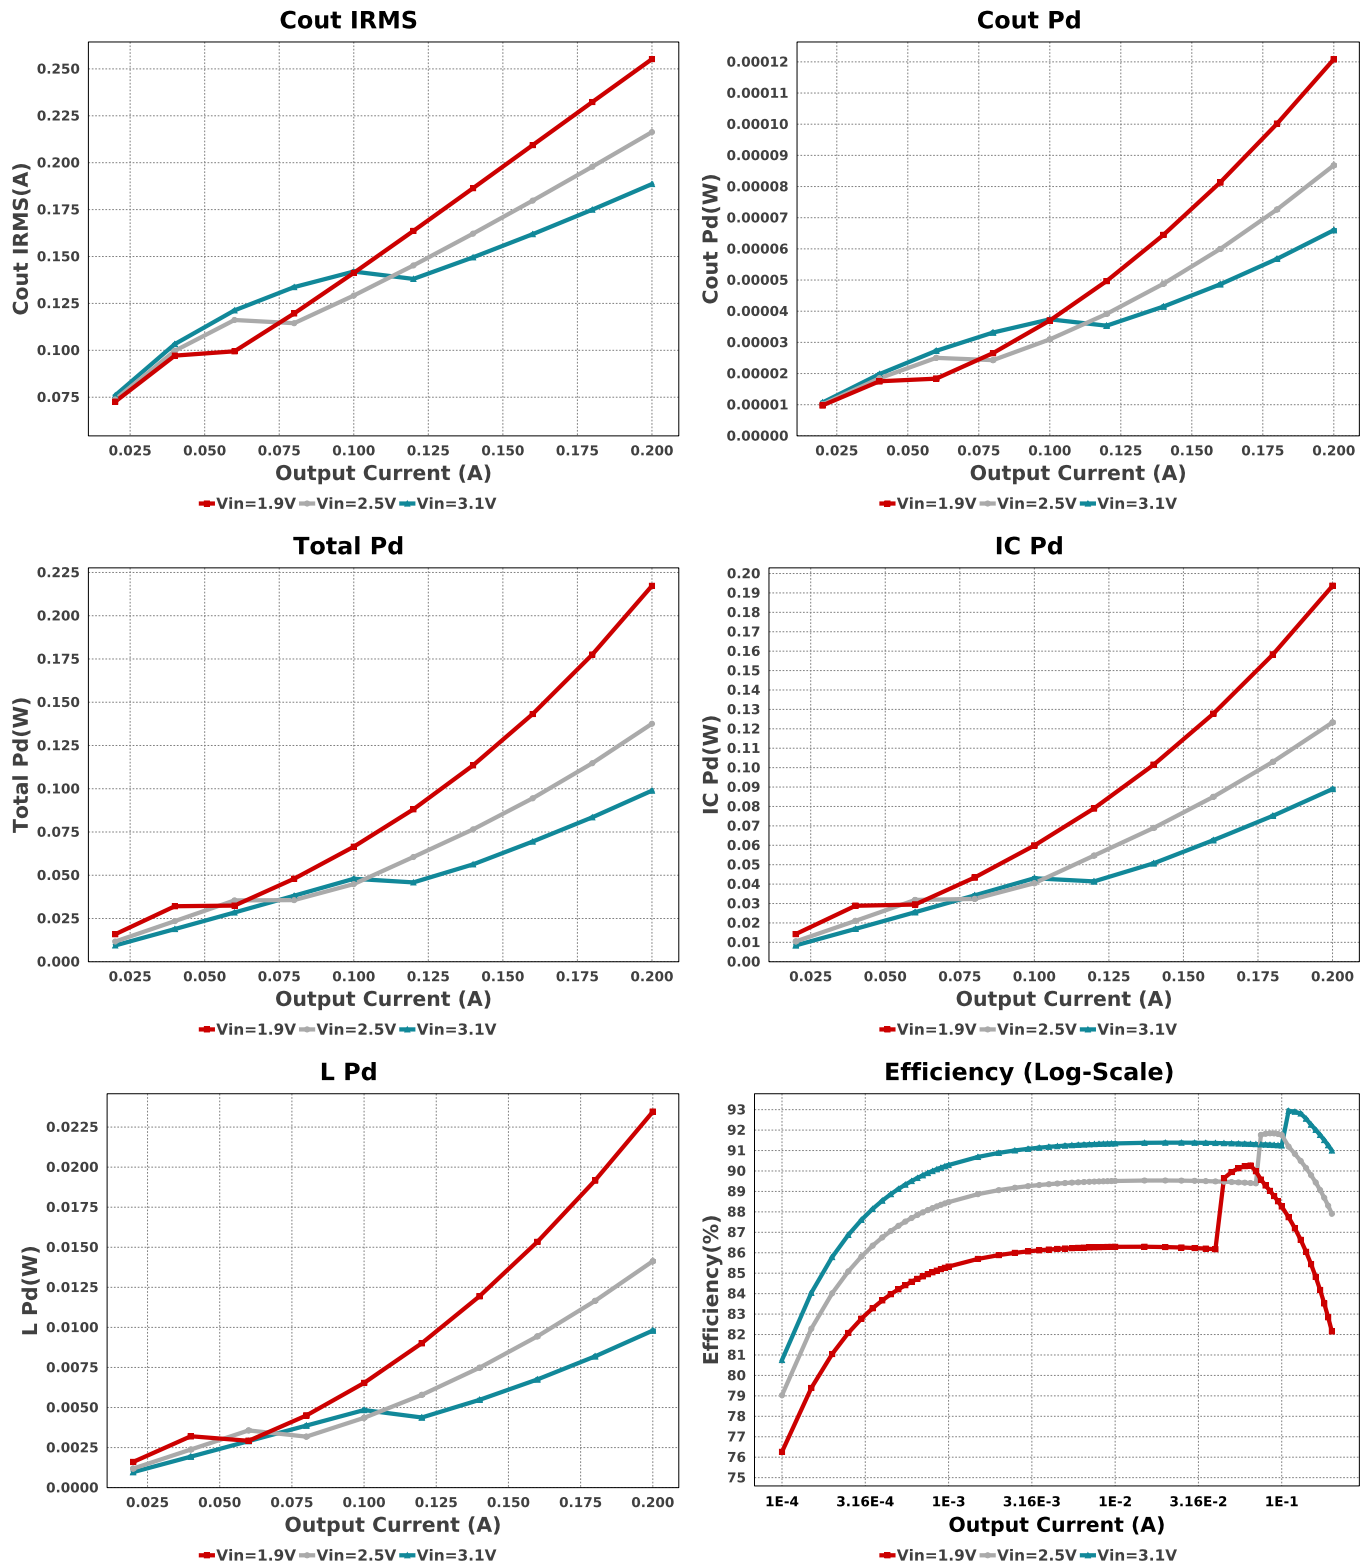 Cout IRMS
Cout IRMS(A)
0.250
0.225
0.200
0.175
0.150
0.125
0.100
0.075
0.025 0.050 0.075 0.100 0.125 0.150 0.175 0.200
Output Current (A)
Vin=1.9V Vin=2.5V Vin=3.1V
Cout Pd
Cout Pd(W)
0.00012
0.00011
0.00010
0.00009
0.00008
0.00007
0.00006
0.00005
0.00004
0.00003
0.00002
0.00001
0.00000
0.025 0.050 0.075 0.100 0.125 0.150 0.175 0.200
Output Current (A)
Vin=1.9V Vin=2.5V Vin=3.1V
Total Pd
Total Pd(W)
0.225
0.200
0.175
0.150
0.125
0.100
0.075
0.050
0.025
0.000
0.025 0.050 0.075 0.100 0.125 0.150 0.175 0.200
Output Current (A)
Vin=1.9V Vin=2.5V Vin=3.1V
IC Pd
IC Pd(W)
0.20
0.19
0.18
0.17
0.16
0.15
0.14
0.13
0.12
0.11
0.10
0.09
0.08
0.07
0.06
0.05
0.04
0.03
0.02
0.01
0.00
0.025 0.050 0.075 0.100 0.125 0.150 0.175 0.200
Output Current (A)
Vin=1.9V Vin=2.5V Vin=3.1V
L Pd
L Pd(W)
0.0225
0.0200
0.0175
0.0150
0.0125
0.0100
0.0075
0.0050
0.0025
0.0000
0.025 0.050 0.075 0.100 0.125 0.150 0.175 0.200
Output Current (A)
Vin=1.9V Vin=2.5V Vin=3.1V
Efficiency (Log-Scale)
Efficiency(%)
93
92
91
90
89
88
87
86
85
84
83
82
81
80
79
78
77
76
75
1E-4 3.16E-4 1E-3 3.16E-3 1E-2 3.16E-2 1E-1
Output Current (A)
Vin=1.9V Vin=2.5V Vin=3.1V